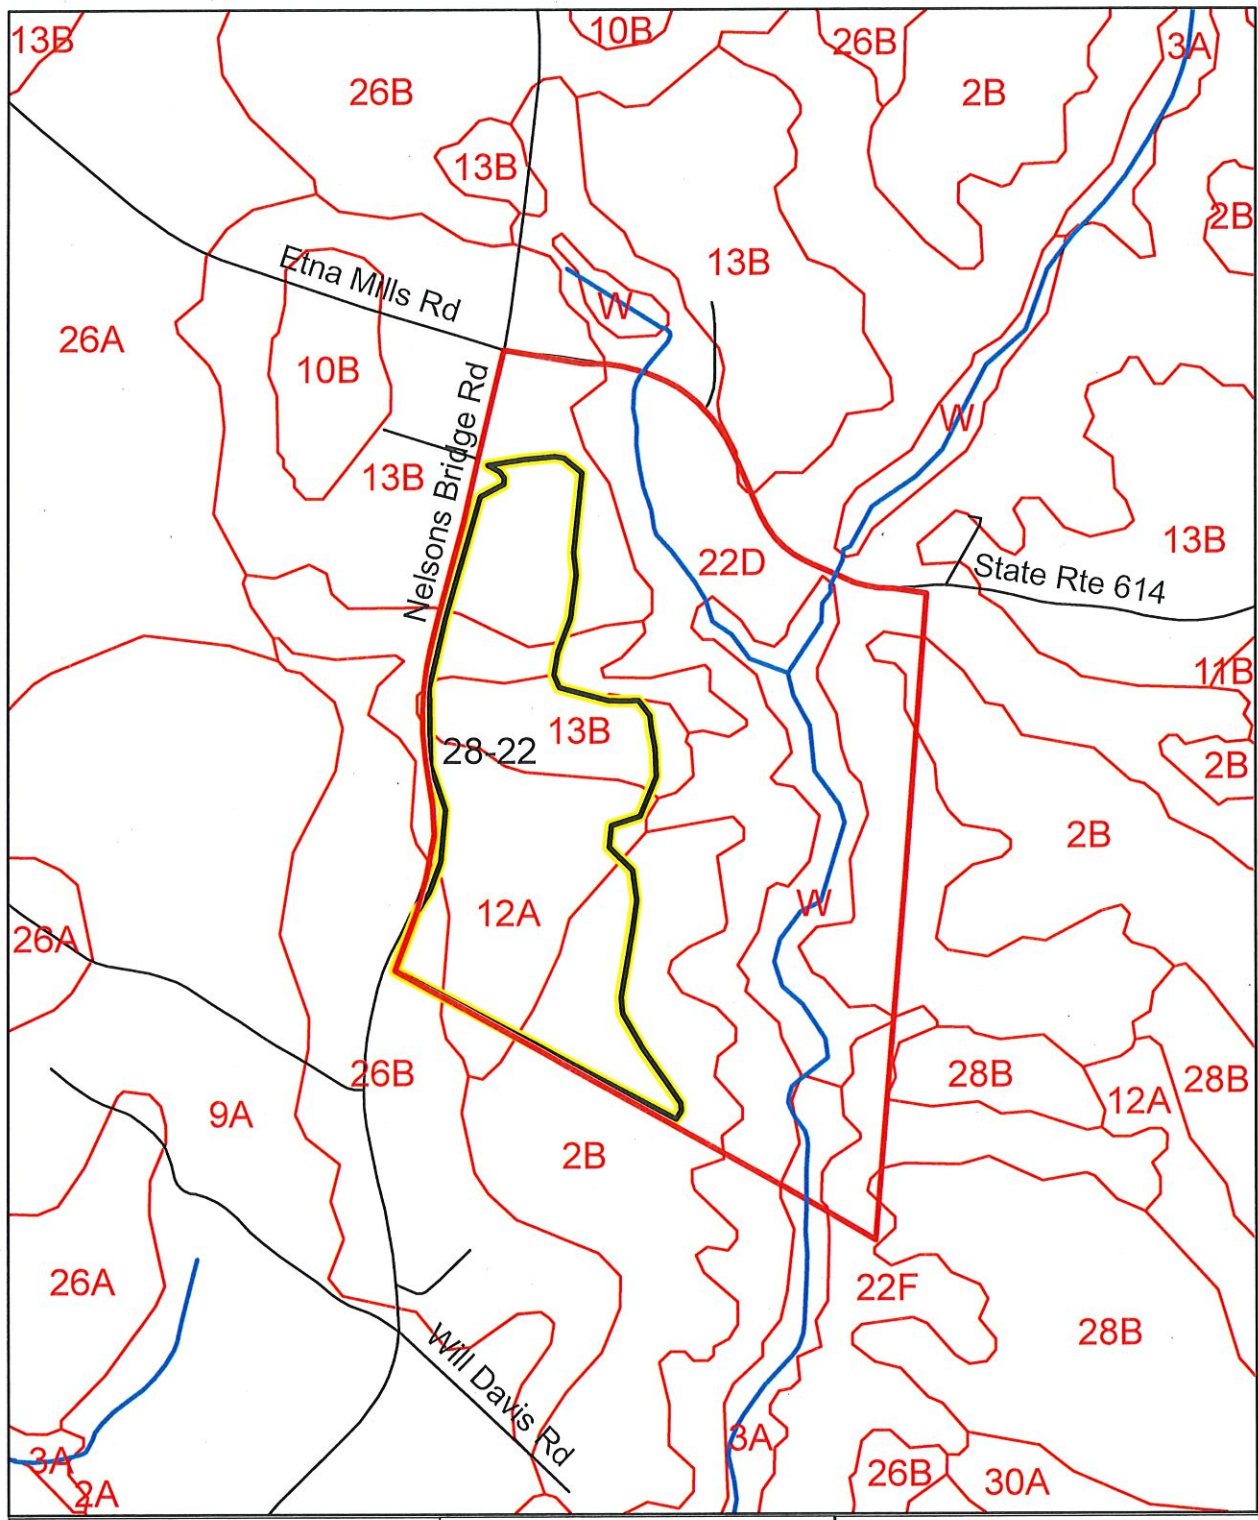 13B
10B
26B
3A
26B
2B
13B
2B
13B
Etna Mills Rd
W
26A
10B
Nelsons Bridge Rd
W
13B
13B
22D
State Rte 614
11B
13B
28-22
2B
2B
W
12A
26A
26B
28B
28B
12A
9A
2B
26A
22F
28B
Will Davis Rd
3A
3A
26B
30A
2A